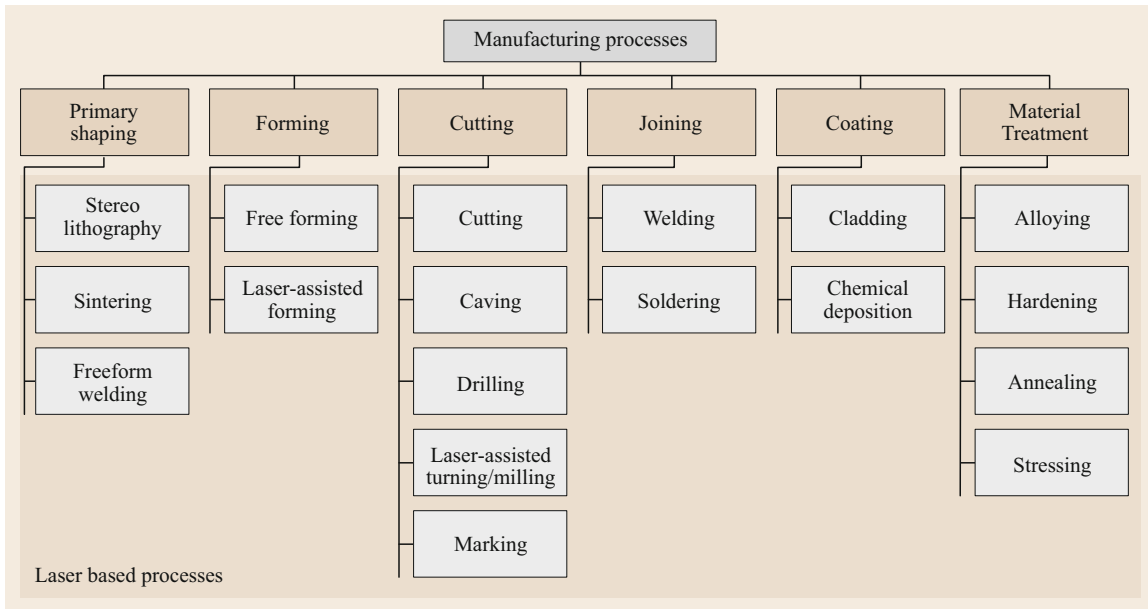 Manufacturing processes
Primary
shaping
Forming
Cutting
Joining
Coating
Material
Treatment
Stereo
lithography
Sintering
Freeform
welding
Free forming
Laser-assisted
forming
Cutting
Caving
Drilling
Laser-assisted
turning/milling
Marking
Welding
Soldering
Cladding
Chemical
deposition
Alloying
Hardening
Annealing
Stressing
Laser based processes